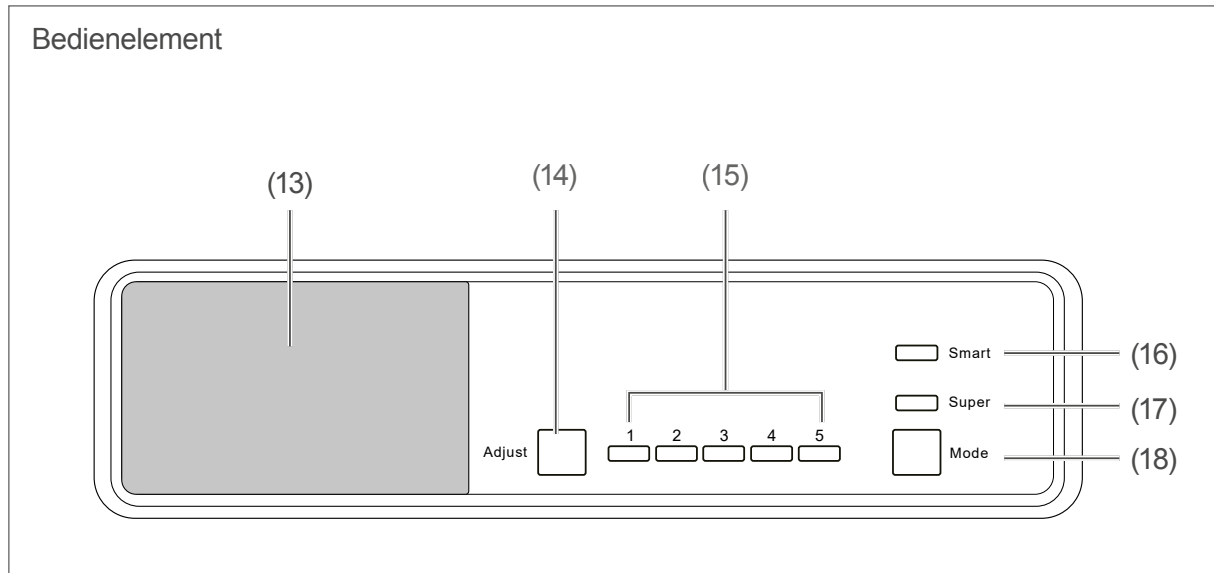 Bedienelement
(13)
(14)
(15)
Smart
(16)
Super
(17)
1 2 3 4 5
Adjust
Mode
(18)